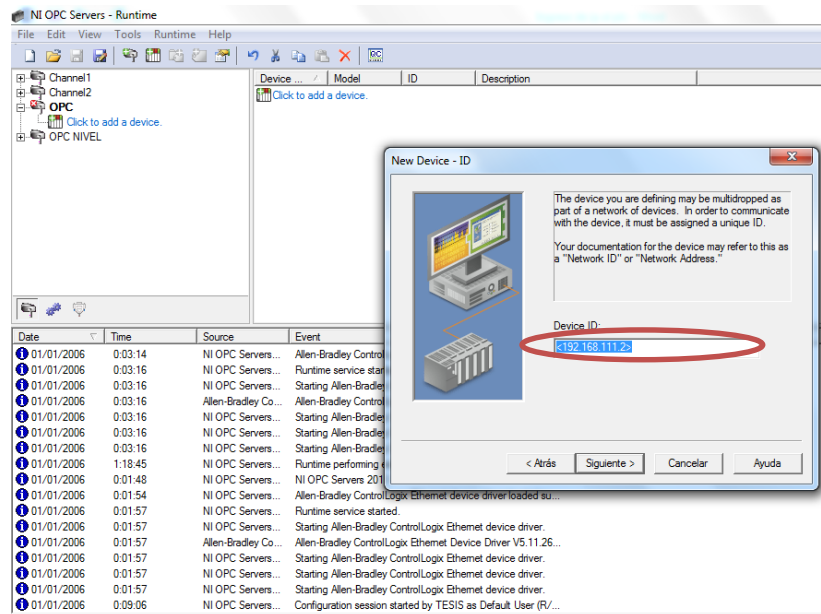 NI OPC Servers - Runtime
File Edit View Tools Runtime Help
Channel1
Channel2
OPC
Click to add a device.
OPC NIVEL
Device ... Model ID Description
Click to add a device.
New Device - ID
The device you are defining may be multidropped as
part of a network of devices. In order to communicate
with the device, it must be assigned a unique ID.
Your documentation for the device may refer to this as
a "Network ID" or "Network Address."
Device ID:
<192.168.111.2>
< Atrás Siguiente > Cancelar Ayuda
Date Time Source Event
01/01/2006 0:03:14 NI OPC Servers... Allen-Bradley Control
01/01/2006 0:03:16 NI OPC Servers... Runtime service star
01/01/2006 0:03:16 NI OPC Servers... Starting Allen-Bradley
01/01/2006 0:03:16 Allen-Bradley Co... Allen-Bradley Control
01/01/2006 0:03:16 NI OPC Servers... Starting Allen-Bradley
01/01/2006 0:03:16 NI OPC Servers... Starting Allen-Bradley
01/01/2006 0:03:16 NI OPC Servers... Starting Allen-Bradley
01/01/2006 1:18:45 NI OPC Servers... Runtime performing
01/01/2006 0:01:48 NI OPC Servers... NI OPC Servers 201
01/01/2006 0:01:54 NI OPC Servers... Allen-Bradley ControlLogix Ethernet device driver loaded su...
01/01/2006 0:01:57 NI OPC Servers... Runtime service started.
01/01/2006 0:01:57 NI OPC Servers... Starting Allen-Bradley ControlLogix Ethernet device driver.
01/01/2006 0:01:57 Allen-Bradley Co... Allen-Bradley ControlLogix Ethernet Device Driver V5.11.26...
01/01/2006 0:01:57 NI OPC Servers... Starting Allen-Bradley ControlLogix Ethernet device driver.
01/01/2006 0:01:57 NI OPC Servers... Starting Allen-Bradley ControlLogix Ethernet device driver.
01/01/2006 0:01:57 NI OPC Servers... Starting Allen-Bradley ControlLogix Ethernet device driver.
01/01/2006 0:09:06 NI OPC Servers... Configuration session started by TESIS as Default User (R/...